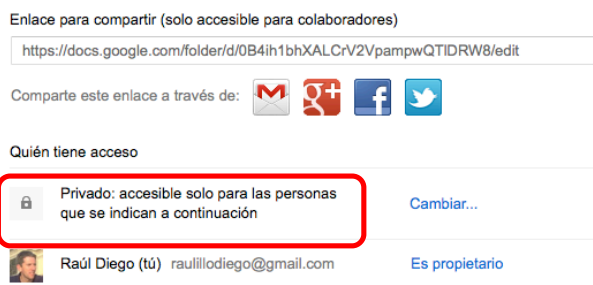 Enlace para compartir (solo accesible para colaboradores)
https://docs.google.com/folder/d/0B4ih1bhXALCrV2VpampwQTlDRW8/edit
Comparte este enlace a través de:
Quién tiene acceso
Privado: accesible solo para las personas
que se indican a continuación
Cambiar...
Raúl Diego (tú) raulillodiego@gmail.com Es propietario